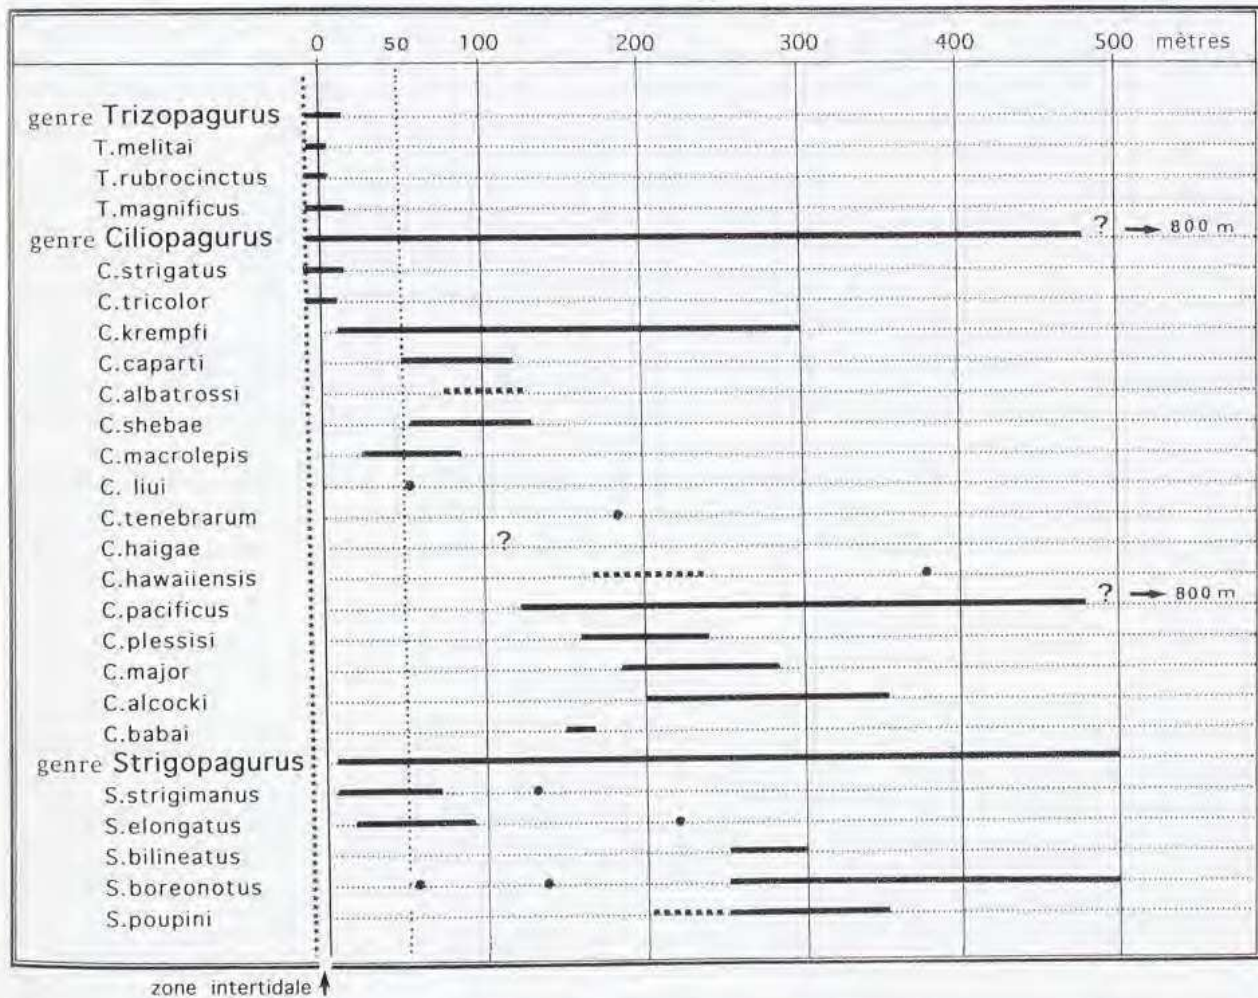 0 50 100 200 300 400 500 mètres
genre Trizopagurus
T.melitai
T.rubrocinctus
T.magnificus
genre Ciliopagurus ? → 800 m
C.strigatus
C.tricolor
C.krempfi
C.caparti
C.albatrossi
C.shebae
C.macrolepis
C. liui
C.tenebrarum
C.haigae ?
C.hawaiiensis
C.pacificus ? → 800 m
C.plessisi
C.major
C.alcocki
C.babai
genre Strigopagurus
S.strigimanus
S.elongatus
S.bilineatus
S.boreonotus
S.poupini
zone intertidale